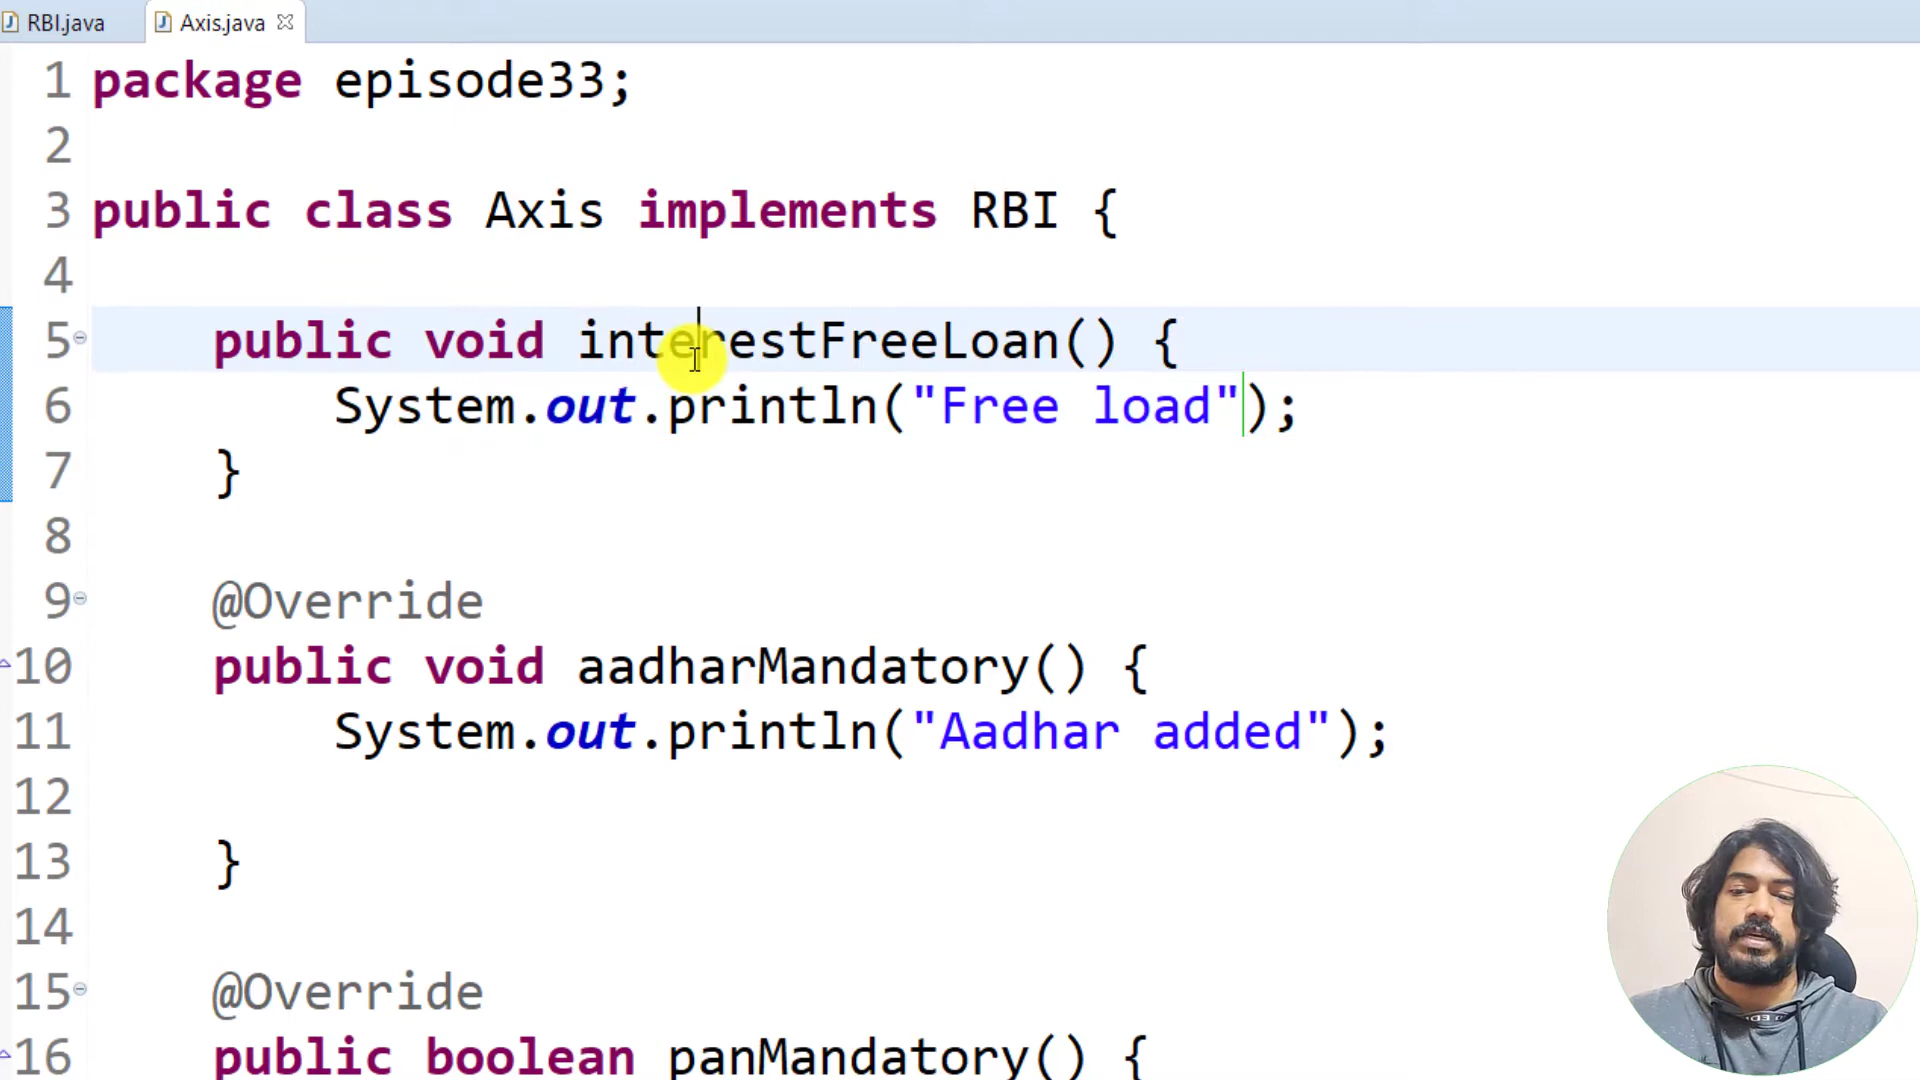 RBI.java Axis.java
1 package episode33;
2
3 public class Axis implements RBI {
4
5 public void interestFreeLoan() {
6 System.out.println("Free load");
7 }
8
9 @Override
10 public void aadharMandatory() {
11 System.out.println("Aadhar added");
12
13 }
14
15 @Override
16 public boolean panMandatory() {